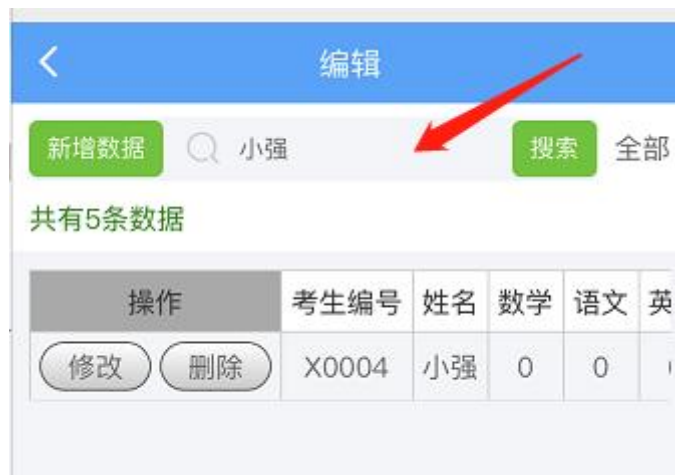 编辑
新增数据 小强 搜索 全部
共有5条数据
操作 考生编号 姓名 数学 语文 英
修改 删除 X0004 小强 0 0